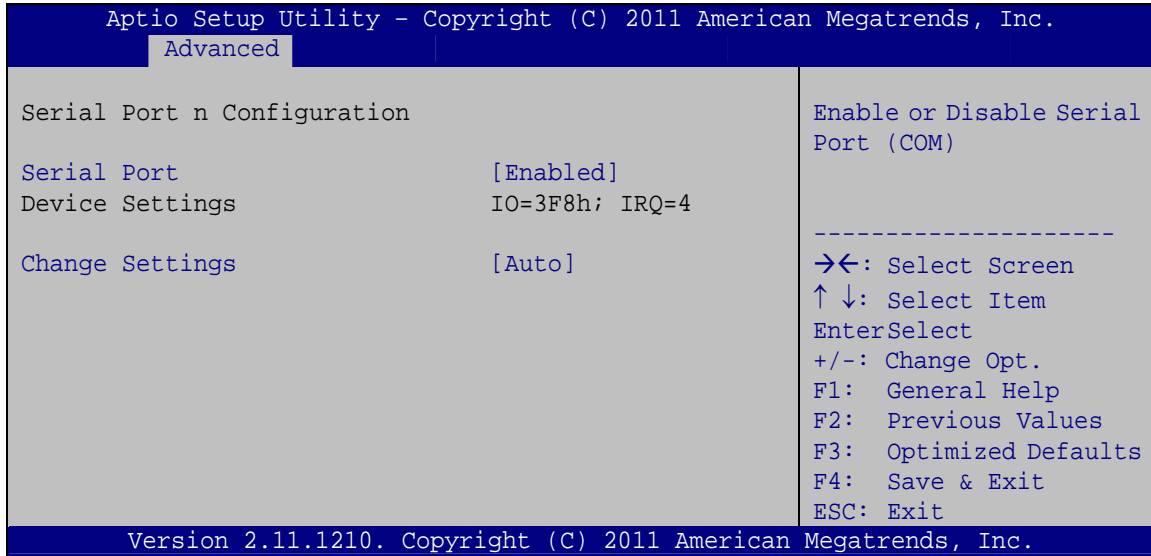 Aptio Setup Utility – Copyright (C) 2011 American Megatrends, Inc.
Advanced
Serial Port n Configuration
Serial Port [Enabled]
Device Settings IO=3F8h; IRQ=4
Change Settings [Auto]
Enable or Disable Serial
Port (COM)
---------------------
→←: Select Screen
↑ ↓: Select Item
EnterSelect
+/-: Change Opt.
F1: General Help
F2: Previous Values
F3: Optimized Defaults
F4: Save & Exit
ESC: Exit
Version 2.11.1210. Copyright (C) 2011 American Megatrends, Inc.